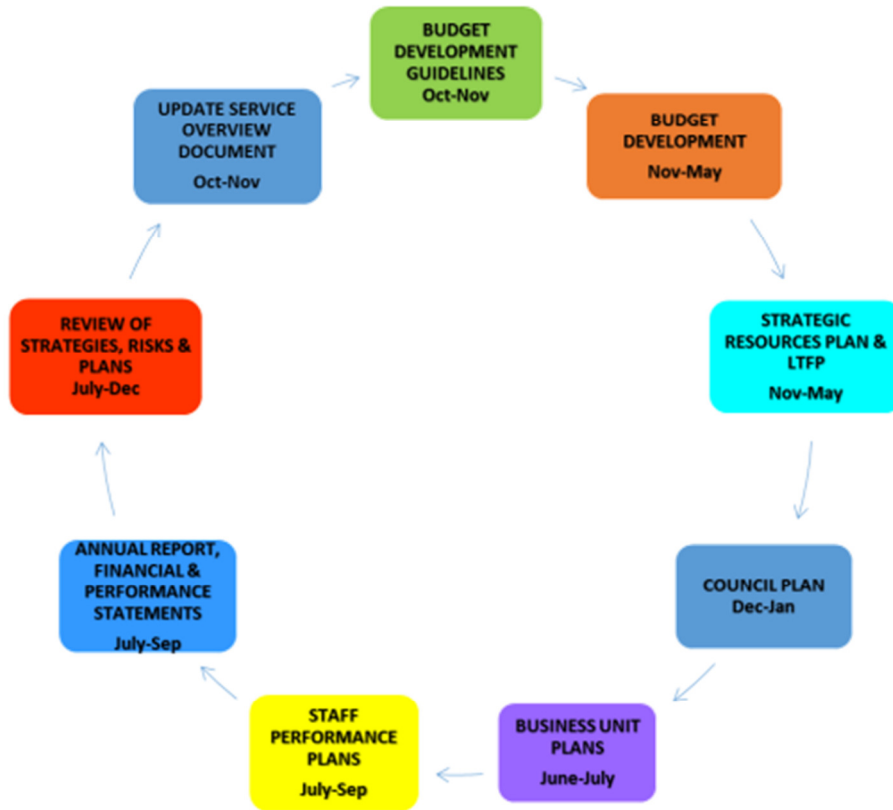 BUDGET
DEVELOPMENT
GUIDELINES
Oct-Nov
BUDGET
DEVELOPMENT
Nov-May
STRATEGIC
RESOURCES PLAN &
LTFP
Nov-May
COUNCIL PLAN
Dec-Jan
BUSINESS UNIT
PLANS
June-July
STAFF
PERFORMANCE
PLANS
July-Sep
ANNUAL REPORT,
FINANCIAL &
PERFORMANCE
STATEMENTS
July-Sep
REVIEW OF
STRATEGIES, RISKS &
PLANS
July-Dec
UPDATE SERVICE
OVERVIEW
DOCUMENT
Oct-Nov